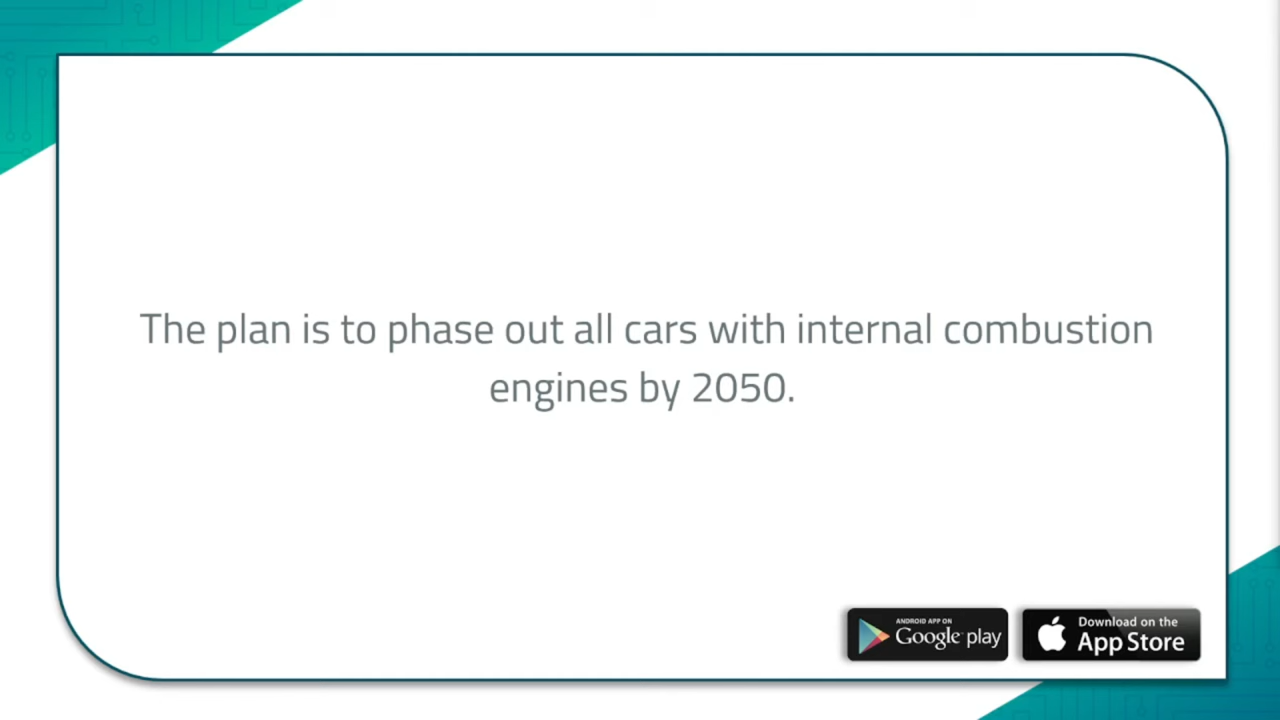 The plan is to phase out all cars with internal combustion
engines by 2050.
ANDROID APP ON
Google play
Download on the
App Store